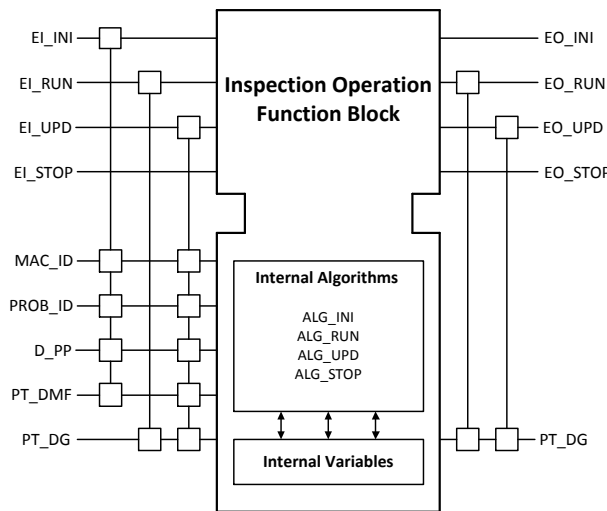 EI_INI
EO_INI
EI_RUN
Inspection Operation
EO_RUN
Function Block
EI_UPD
EO_UPD
EI_STOP
EO_STOP
MAC_ID
Internal Algorithms
PROB_ID
ALG_INI
ALG_RUN
D_PP
ALG_UPD
ALG_STOP
PT_DMF
PT_DG
PT_DG
Internal Variables